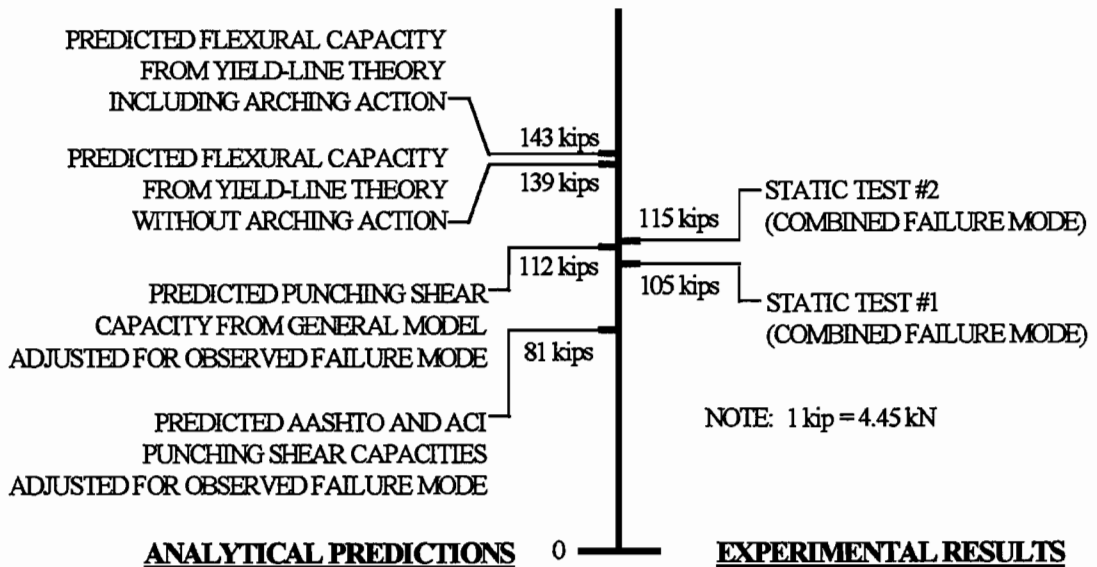 PREDICTED FLEXURAL CAPACITY
FROM YIELD-LINE THEORY
INCLUDING ARCHING ACTION
143 kips
PREDICTED FLEXURAL CAPACITY
FROM YIELD-LINE THEORY
WITHOUT ARCHING ACTION
139 kips
PREDICTED PUNCHING SHEAR
CAPACITY FROM GENERAL MODEL
ADJUSTED FOR OBSERVED FAILURE MODE
112 kips
PREDICTED AASHTO AND ACI
PUNCHING SHEAR CAPACITIES
ADJUSTED FOR OBSERVED FAILURE MODE
81 kips
115 kips
STATIC TEST #2
(COMBINED FAILURE MODE)
105 kips
STATIC TEST #1
(COMBINED FAILURE MODE)
NOTE: 1 kip = 4.45 kN
ANALYTICAL PREDICTIONS
0
EXPERIMENTAL RESULTS